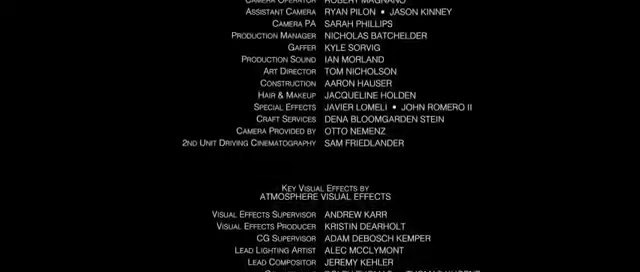 CAMERA OPERATOR ROBERT MAGNANO
ASSISTANT CAMERA RYAN PILON • JASON KINNEY
CAMERA PA SARAH PHILLIPS
PRODUCTION MANAGER NICHOLAS BATCHELDER
GAFFER KYLE SORVIG
PRODUCTION SOUND IAN MORLAND
ART DIRECTOR TOM NICHOLSON
CONSTRUCTION AARON HAUSER
HAIR & MAKEUP JACQUELINE HOLDEN
SPECIAL EFFECTS JAVIER LOMELI • JOHN ROMERO II
CRAFT SERVICES DENA BLOOMGARDEN STEIN
CAMERA PROVIDED BY OTTO NEMENZ
2ND UNIT DRIVING CINEMATOGRAPHY SAM FRIEDLANDER
KEY VISUAL EFFECTS BY
ATMOSPHERE VISUAL EFFECTS
VISUAL EFFECTS SUPERVISOR ANDREW KARR
VISUAL EFFECTS PRODUCER KRISTIN DEARHOLT
CG SUPERVISOR ADAM DEBOSCH KEMPER
LEAD LIGHTING ARTIST ALEC MCCLYMONT
LEAD COMPOSITOR JEREMY KEHLER